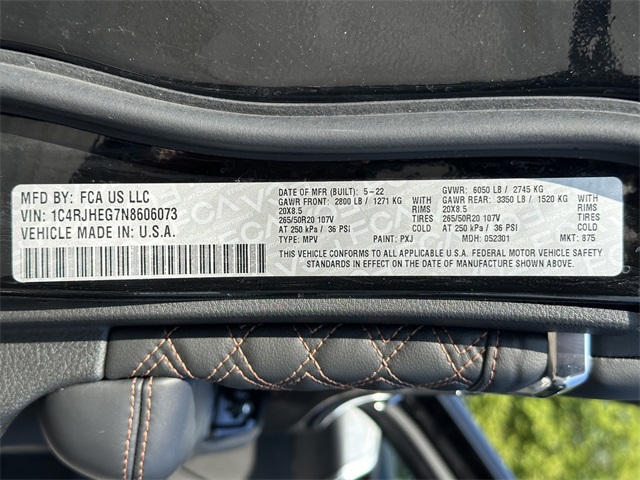 MFD BY: FCA US LLC
VIN: 1C4RJHEG7N8606073
VEHICLE MADE IN: U.S.A.
DATE OF MFR (BUILT): 5-22 GVWR: 6050 LB / 2745 KG
GAWR FRONT: 2800 LB / 1271 KG WITH GAWR REAR: 3350 LB / 1520 KG WITH
20X8.5 RIMS 20X8.5 RIMS
265/50R20 107V TIRES 265/50R20 107V TIRES
AT 250 kPa / 36 PSI COLD AT 250 kPa / 36 PSI COLD
TYPE: MPV PAINT: PXJ MDH: 052301 MKT: 875
THIS VEHICLE CONFORMS TO ALL APPLICABLE U.S.A. FEDERAL MOTOR VEHICLE SAFETY
STANDARDS IN EFFECT ON THE DATE OF MANUFACTURE SHOWN ABOVE.